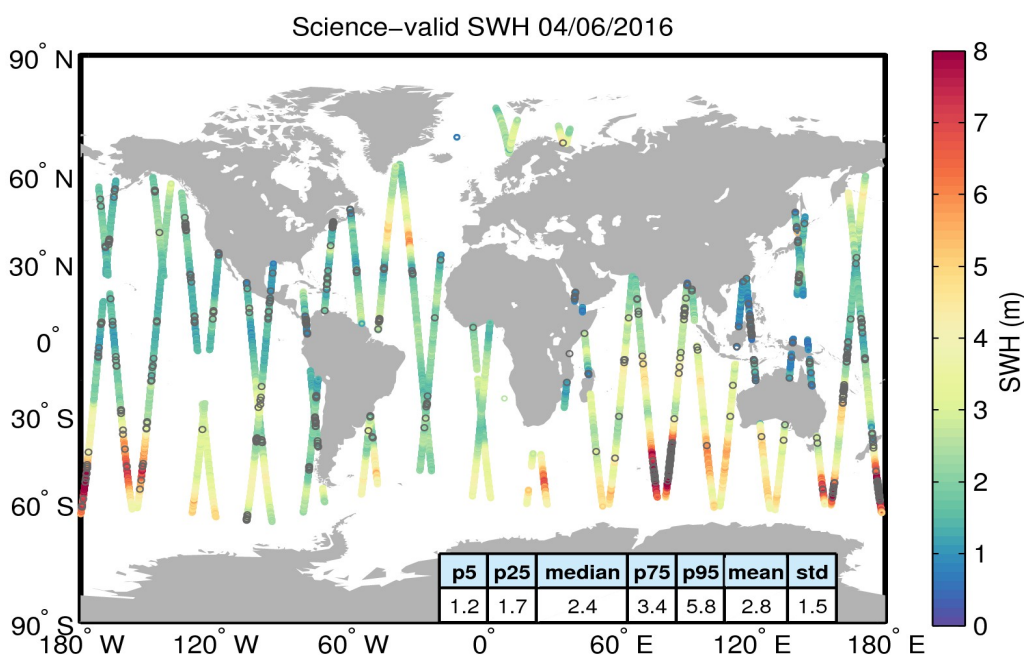 Science–valid SWH 04/06/2016
90° N
60° N
30° N
0°
30° S
60° S
90° S
180° W
120° W
60° W
0°
60° E
120° E
180° E
p5 p25 median p75 p95 mean std
1.2 1.7 2.4 3.4 5.8 2.8 1.5
8
7
6
5
4
3
2
1
0
SWH (m)